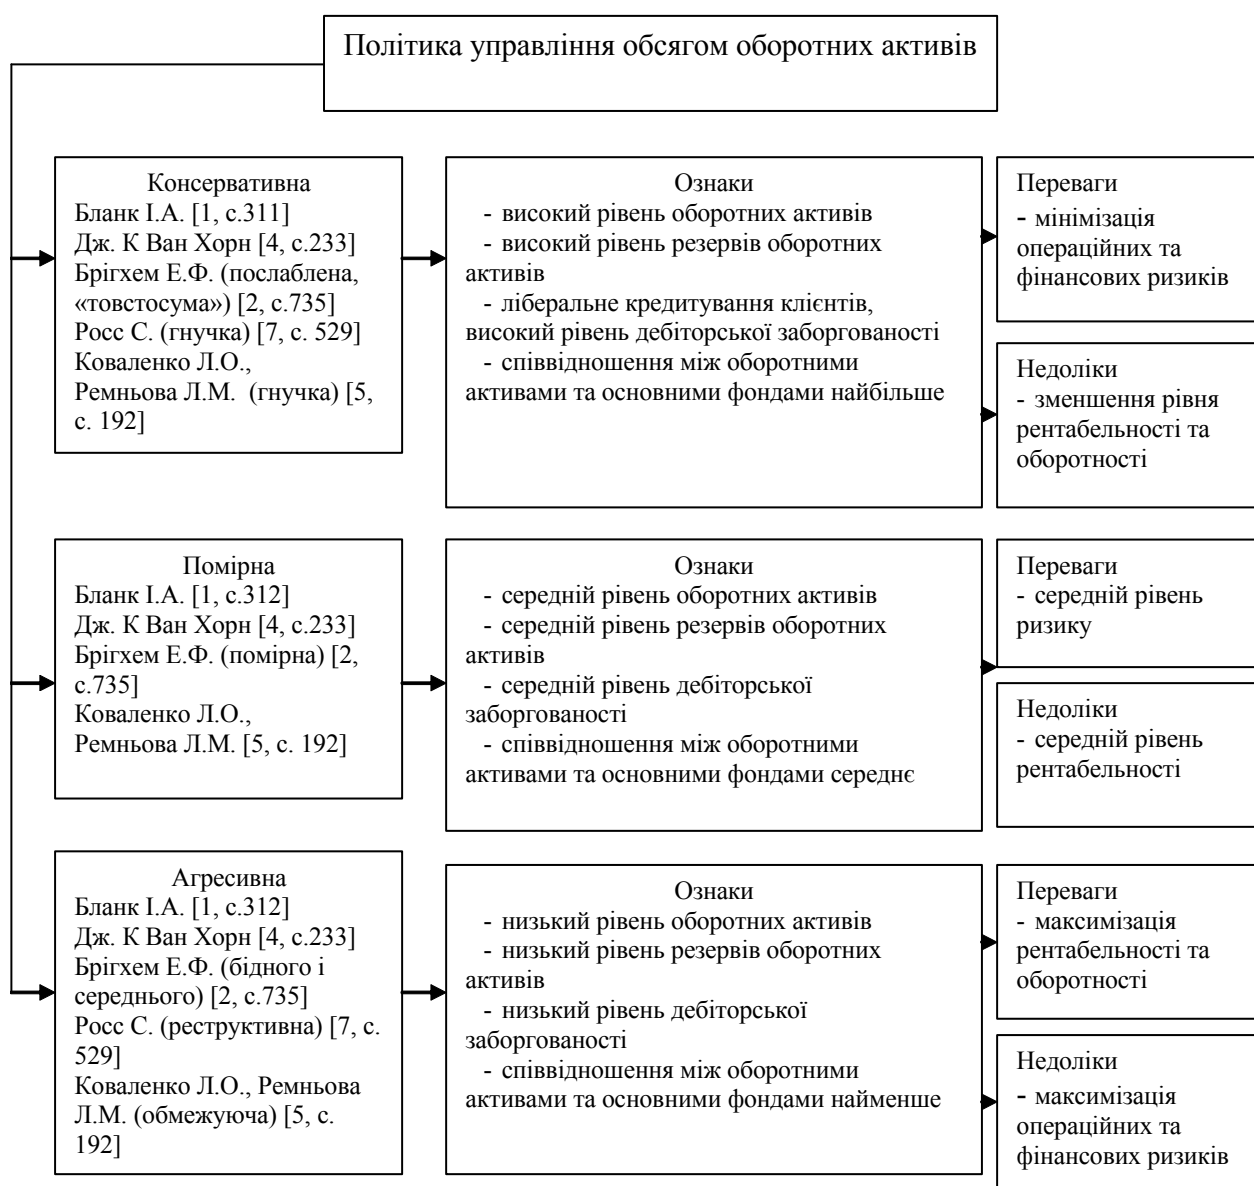 Політика управління обсягом оборотних активів
Консервативна
Бланк І.А. [1, с.311]
Дж. К Ван Хорн [4, с.233]
Брігхем Е.Ф. (послаблена,
«товстосума») [2, с.735]
Росс С. (гнучка) [7, с. 529]
Коваленко Л.О.,
Ремньова Л.М. (гнучка) [5,
с. 192]
Ознаки
- високий рівень оборотних активів
- високий рівень резервів оборотних
активів
- ліберальне кредитування клієнтів,
високий рівень дебіторської заборгованості
- співвідношення між оборотними
активами та основними фондами найбільше
Переваги
- мінімізація
операційних та
фінансових ризиків
Недоліки
- зменшення рівня
рентабельності та
оборотності
Помірна
Бланк І.А. [1, с.312]
Дж. К Ван Хорн [4, с.233]
Брігхем Е.Ф. (помірна) [2,
с.735]
Коваленко Л.О.,
Ремньова Л.М. [5, с. 192]
Ознаки
- середній рівень оборотних активів
- середній рівень резервів оборотних
активів
- середній рівень дебіторської
заборгованості
- співвідношення між оборотними
активами та основними фондами середнє
Переваги
- середній рівень
ризику
Недоліки
- середній рівень
рентабельності
Агресивна
Бланк І.А. [1, с.312]
Дж. К Ван Хорн [4, с.233]
Брігхем Е.Ф. (бідного і
середнього) [2, с.735]
Росс С. (реструктивна) [7, с.
529]
Коваленко Л.О., Ремньова
Л.М. (обмежуюча) [5, с.
192]
Ознаки
- низький рівень оборотних активів
- низький рівень резервів оборотних
активів
- низький рівень дебіторської
заборгованості
- співвідношення між оборотними
активами та основними фондами найменше
Переваги
- максимізація
рентабельності та
оборотності
Недоліки
- максимізація
операційних та
фінансових ризиків